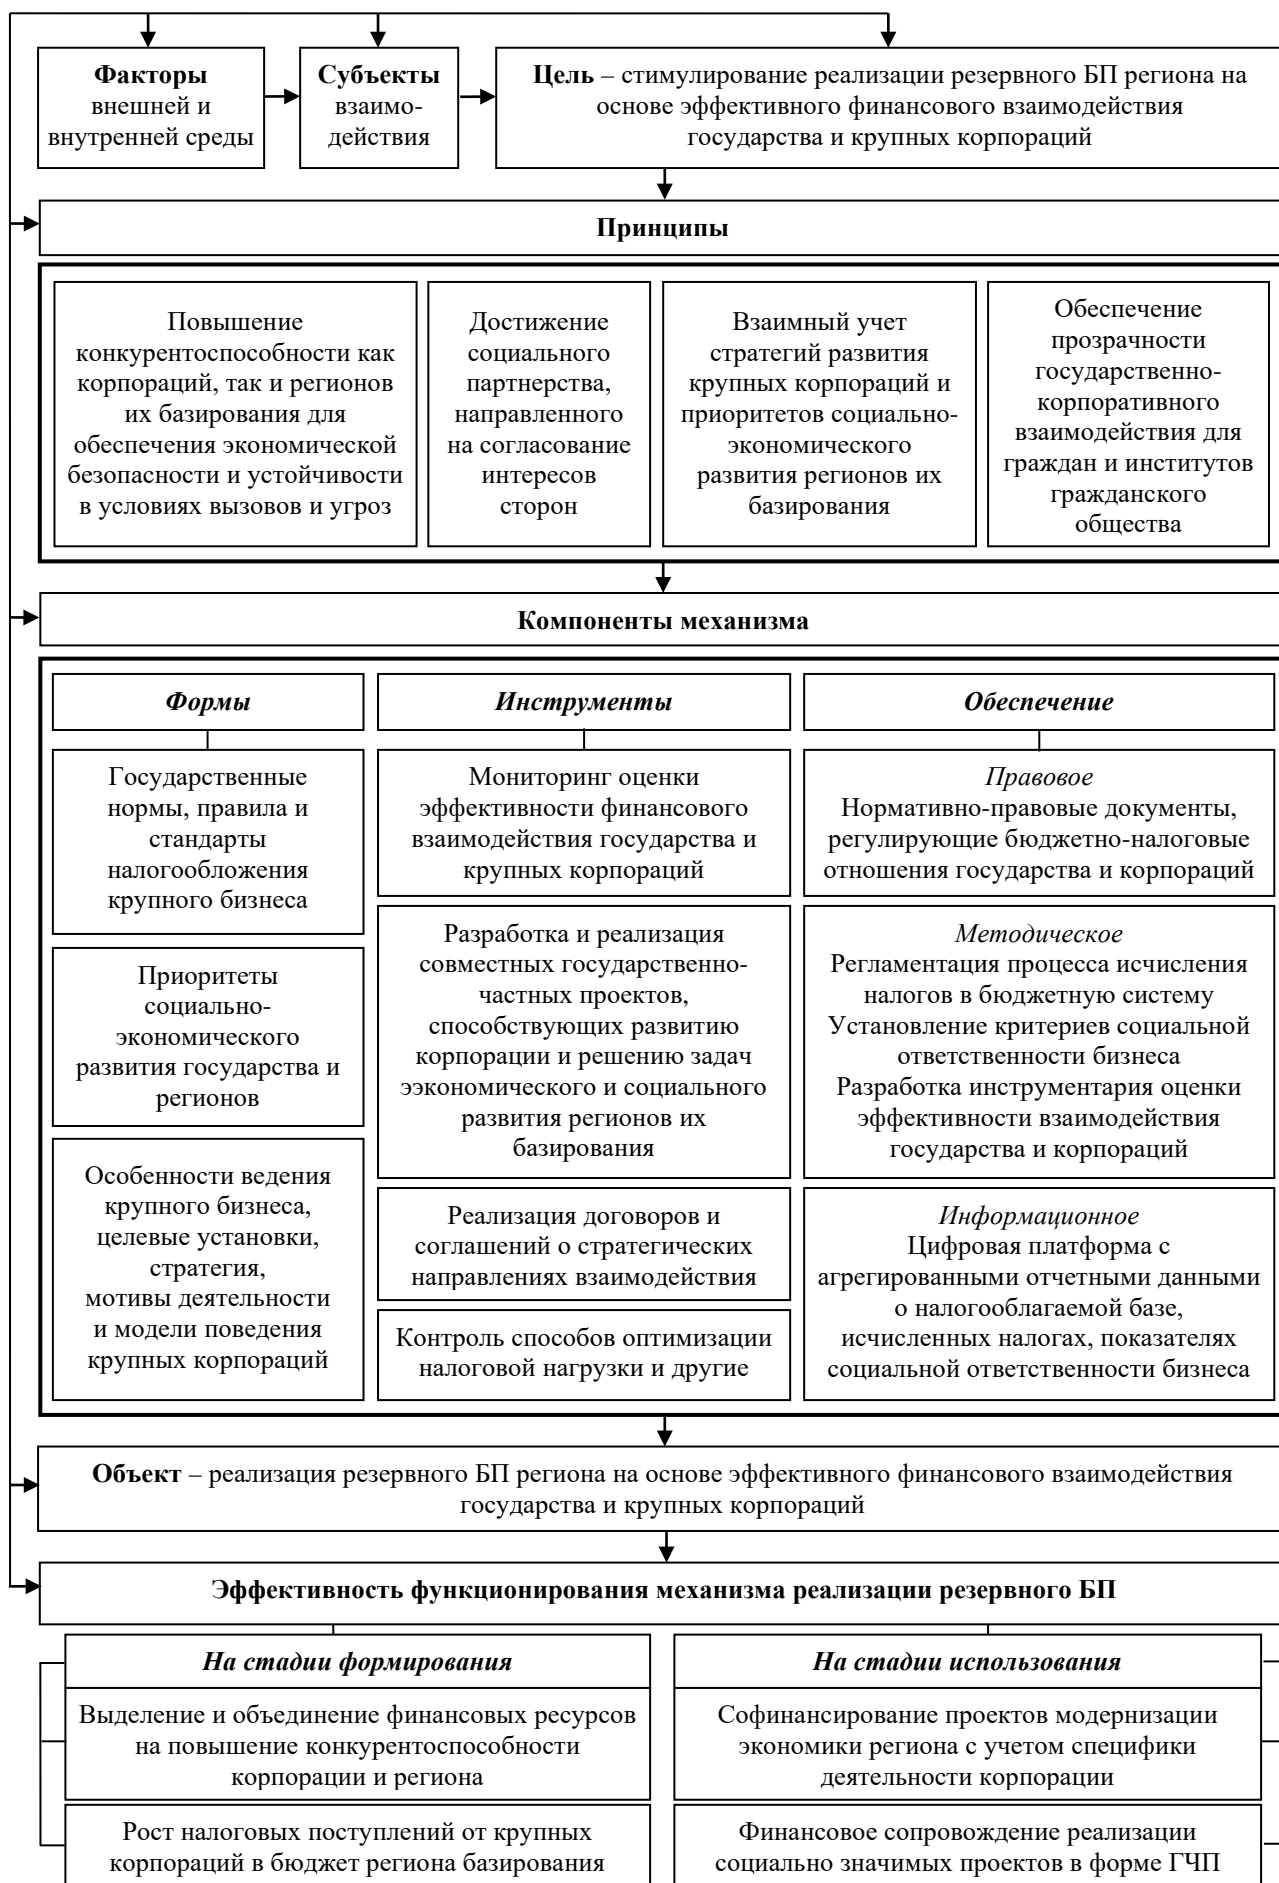 Факторы
внешней и
внутренней среды
Субъекты
взаимо-
действия
Цель – стимулирование реализации резервного БП региона на
основе эффективного финансового взаимодействия
государства и крупных корпораций
Принципы
Повышение
конкурентоспособности как
корпораций, так и регионов
их базирования для
обеспечения экономической
безопасности и устойчивости
в условиях вызовов и угроз
Достижение
социального
партнерства,
направленного
на согласование
интересов
сторон
Взаимный учет
стратегий развития
крупных корпораций и
приоритетов социально-
экономического
развития регионов их
базирования
Обеспечение
прозрачности
государственно-
корпоративного
взаимодействия для
граждан и институтов
гражданского
общества
Компоненты механизма
Формы
Государственные
нормы, правила и
стандарты
налогообложения
крупного бизнеса
Приоритеты
социально-
экономического
развития государства и
регионов
Особенности ведения
крупного бизнеса,
целевые установки,
стратегия,
мотивы деятельности
и модели поведения
крупных корпораций
Инструменты
Мониторинг оценки
эффективности финансового
взаимодействия государства и
крупных корпораций
Разработка и реализация
совместных государственно-
частных проектов,
способствующих развитию
корпорации и решению задач
ээкономического и социального
развития регионов их
базирования
Реализация договоров и
соглашений о стратегических
направлениях взаимодействия
Контроль способов оптимизации
налоговой нагрузки и другие
Обеспечение
Правовое
Нормативно-правовые документы,
регулирующие бюджетно-налоговые
отношения государства и корпораций
Методическое
Регламентация процесса исчисления
налогов в бюджетную систему
Установление критериев социальной
ответственности бизнеса
Разработка инструментария оценки
эффективности взаимодействия
государства и корпораций
Информационное
Цифровая платформа с
агрегированными отчетными данными
о налогооблагаемой базе,
исчисленных налогах, показателях
социальной ответственности бизнеса
Объект – реализация резервного БП региона на основе эффективного финансового взаимодействия
государства и крупных корпораций
Эффективность функционирования механизма реализации резервного БП
На стадии формирования
Выделение и объединение финансовых ресурсов
на повышение конкурентоспособности
корпорации и региона
Рост налоговых поступлений от крупных
корпораций в бюджет региона базирования
На стадии использования
Софинансирование проектов модернизации
экономики региона с учетом специфики
деятельности корпорации
Финансовое сопровождение реализации
социально значимых проектов в форме ГЧП